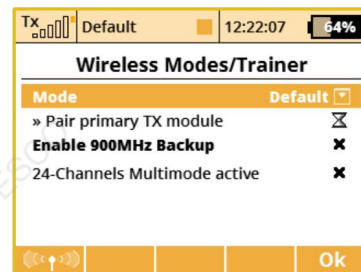 Tx Default 12:22:07 64%
Wireless Modes/Trainer
Mode Default
» Pair primary TX module
Enable 900MHz Backup
24-Channels Multimode active
Ok